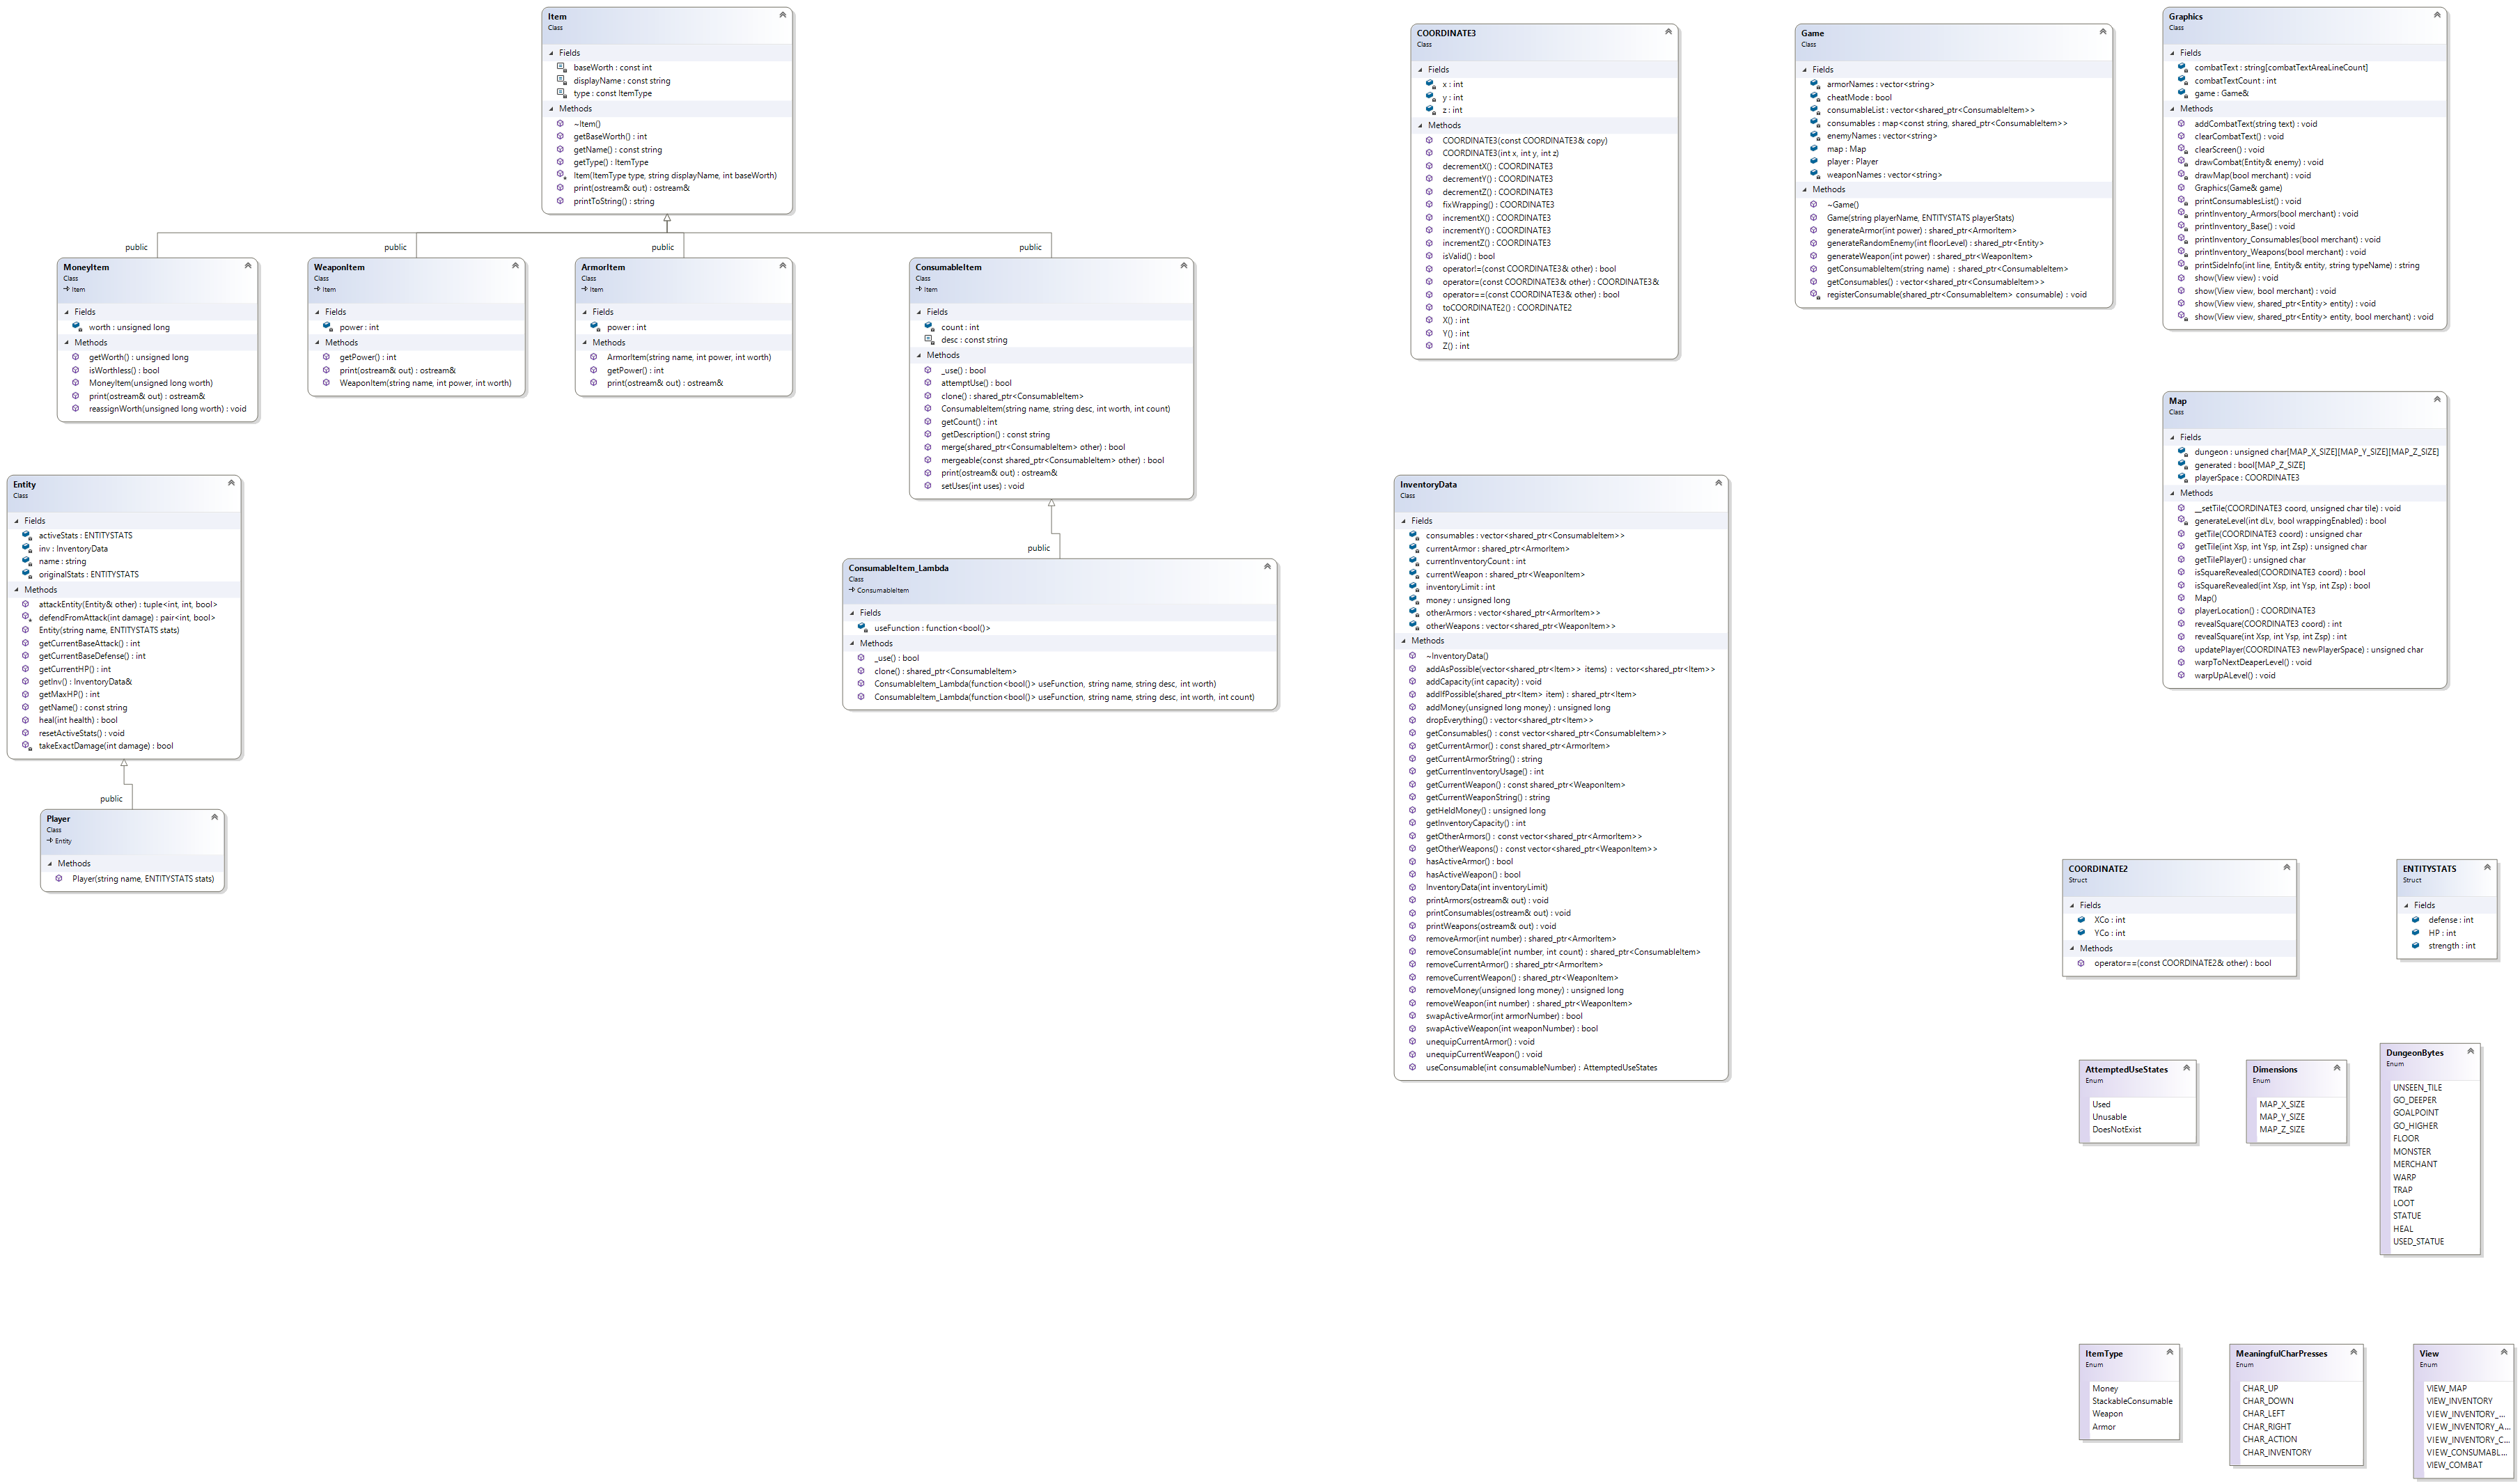 Item
Class
Fields
baseWorth : const int
displayName : const string
type : const ItemType
Methods
~Item()
getBaseWorth() : int
getName() : const string
getType() : ItemType
Item(ItemType type, string displayName, int baseWorth)
print(ostream& out) : ostream&
printToString() : string
public
public
public
public
MoneyItem
Class
Item
Fields
worth : unsigned long
Methods
getWorth() : unsigned long
isWorthless() : bool
MoneyItem(unsigned long worth)
print(ostream& out) : ostream&
reassignWorth(unsigned long worth) : void
WeaponItem
Class
Item
Fields
power : int
Methods
getPower() : int
print(ostream& out) : ostream&
WeaponItem(string name, int power, int worth)
ArmorItem
Class
Item
Fields
power : int
Methods
ArmorItem(string name, int power, int worth)
getPower() : int
print(ostream& out) : ostream&
ConsumableItem
Class
Item
Fields
count : int
desc : const string
Methods
_use() : bool
attemptUse() : bool
clone() : shared_ptr<ConsumableItem>
ConsumableItem(string name, string desc, int worth, int count)
getCount() : int
getDescription() : const string
merge(shared_ptr<ConsumableItem> other) : bool
mergeable(const shared_ptr<ConsumableItem> other) : bool
print(ostream& out) : ostream&
setUses(int uses) : void
public
ConsumableItem_Lambda
Class
ConsumableItem
Fields
useFunction : function<bool()>
Methods
_use() : bool
clone() : shared_ptr<ConsumableItem>
ConsumableItem_Lambda(function<bool()> useFunction, string name, string desc, int worth)
ConsumableItem_Lambda(function<bool()> useFunction, string name, string desc, int worth, int count)
Entity
Class
Fields
activeStats : ENTITYSTATS
inv : InventoryData
name : string
originalStats : ENTITYSTATS
Methods
attackEntity(Entity& other) : tuple<int, int, bool>
defendFromAttack(int damage) : pair<int, bool>
Entity(string name, ENTITYSTATS stats)
getCurrentBaseAttack() : int
getCurrentBaseDefense() : int
getCurrentHP() : int
getInv() : InventoryData&
getMaxHP() : int
getName() : const string
heal(int health) : bool
resetActiveStats() : void
takeExactDamage(int damage) : bool
public
Player
Class
Entity
Methods
Player(string name, ENTITYSTATS stats)
COORDINATE3
Class
Fields
x : int
y : int
z : int
Methods
COORDINATE3(const COORDINATE3& copy)
COORDINATE3(int x, int y, int z)
decrementX() : COORDINATE3
decrementY() : COORDINATE3
decrementZ() : COORDINATE3
fixWrapping() : COORDINATE3
incrementX() : COORDINATE3
incrementY() : COORDINATE3
incrementZ() : COORDINATE3
isValid() : bool
operator!=(const COORDINATE3& other) : bool
operator=(const COORDINATE3& other) : COORDINATE3&
operator==(const COORDINATE3& other) : bool
toCOORDINATE2() : COORDINATE2
X() : int
Y() : int
Z() : int
Game
Class
Fields
armorNames : vector<string>
cheatMode : bool
consumableList : vector<shared_ptr<ConsumableItem>>
consumables : map<const string, shared_ptr<ConsumableItem>>
enemyNames : vector<string>
map : Map
player : Player
weaponNames : vector<string>
Methods
~Game()
Game(string playerName, ENTITYSTATS playerStats)
generateArmor(int power) : shared_ptr<ArmorItem>
generateRandomEnemy(int floorLevel) : shared_ptr<Entity>
generateWeapon(int power) : shared_ptr<WeaponItem>
getConsumableItem(string name) : shared_ptr<ConsumableItem>
getConsumables() : vector<shared_ptr<ConsumableItem>>
registerConsumable(shared_ptr<ConsumableItem> consumable) : void
Graphics
Class
Fields
combatText : string[combatTextAreaLineCount]
combatTextCount : int
game : Game&
Methods
addCombatText(string text) : void
clearCombatText() : void
clearScreen() : void
drawCombat(Entity& enemy) : void
drawMap(bool merchant) : void
Graphics(Game& game)
printConsumablesList() : void
printInventory_Armors(bool merchant) : void
printInventory_Base() : void
printInventory_Consumables(bool merchant) : void
printInventory_Weapons(bool merchant) : void
printSideInfo(int line, Entity& entity, string typeName) : string
show(View view) : void
show(View view, bool merchant) : void
show(View view, shared_ptr<Entity> entity) : void
show(View view, shared_ptr<Entity> entity, bool merchant) : void
Map
Class
Fields
dungeon : unsigned char[MAP_X_SIZE][MAP_Y_SIZE][MAP_Z_SIZE]
generated : bool[MAP_Z_SIZE]
playerSpace : COORDINATE3
Methods
__setTile(COORDINATE3 coord, unsigned char tile) : void
generateLevel(int dLv, bool wrappingEnabled) : bool
getTile(COORDINATE3 coord) : unsigned char
getTile(int Xsp, int Ysp, int Zsp) : unsigned char
getTilePlayer() : unsigned char
isSquareRevealed(COORDINATE3 coord) : bool
isSquareRevealed(int Xsp, int Ysp, int Zsp) : bool
Map()
playerLocation() : COORDINATE3
revealSquare(COORDINATE3 coord) : int
revealSquare(int Xsp, int Ysp, int Zsp) : int
updatePlayer(COORDINATE3 newPlayerSpace) : unsigned char
warpToNextDeeperLevel() : void
warpUpALevel() : void
InventoryData
Class
Fields
consumables : vector<shared_ptr<ConsumableItem>>
currentArmor : shared_ptr<ArmorItem>
currentInventoryCount : int
currentWeapon : shared_ptr<WeaponItem>
inventoryLimit : int
money : unsigned long
otherArmors : vector<shared_ptr<ArmorItem>>
otherWeapons : vector<shared_ptr<WeaponItem>>
Methods
~InventoryData()
addAsPossible(vector<shared_ptr<Item>> items) : vector<shared_ptr<Item>>
addCapacity(int capacity) : void
addIfPossible(shared_ptr<Item> item) : shared_ptr<Item>
addMoney(unsigned long money) : unsigned long
dropEverything() : vector<shared_ptr<Item>>
getConsumables() : const vector<shared_ptr<ConsumableItem>>
getCurrentArmor() : const shared_ptr<ArmorItem>
getCurrentArmorString() : string
getCurrentInventoryUsage() : int
getCurrentWeapon() : const shared_ptr<WeaponItem>
getCurrentWeaponString() : string
getHeldMoney() : unsigned long
getInventoryCapacity() : int
getOtherArmors() : const vector<shared_ptr<ArmorItem>>
getOtherWeapons() : const vector<shared_ptr<WeaponItem>>
hasActiveArmor() : bool
hasActiveWeapon() : bool
InventoryData(int inventoryLimit)
printArmors(ostream& out) : void
printConsumables(ostream& out) : void
printWeapons(ostream& out) : void
removeArmor(int number) : shared_ptr<ArmorItem>
removeConsumable(int number, int count) : shared_ptr<ConsumableItem>
removeCurrentArmor() : shared_ptr<ArmorItem>
removeCurrentWeapon() : shared_ptr<WeaponItem>
removeMoney(unsigned long money) : unsigned long
removeWeapon(int number) : shared_ptr<WeaponItem>
swapActiveArmor(int armorNumber) : bool
swapActiveWeapon(int weaponNumber) : bool
unequipCurrentArmor() : void
unequipCurrentWeapon() : void
useConsumable(int consumableNumber) : AttemptedUseStates
COORDINATE2
Struct
Fields
XCo : int
YCo : int
Methods
operator==(const COORDINATE2& other) : bool
ENTITYSTATS
Struct
Fields
defense : int
HP : int
strength : int
AttemptedUseStates
Enum
Used
Unusable
DoesNotExist
Dimensions
Enum
MAP_X_SIZE
MAP_Y_SIZE
MAP_Z_SIZE
DungeonBytes
Enum
UNSEEN_TILE
GO_DEEPER
GOALPOINT
GO_HIGHER
FLOOR
MONSTER
MERCHANT
WARP
TRAP
LOOT
STATUE
HEAL
USED_STATUE
ItemType
Enum
Money
StackableConsumable
Weapon
Armor
MeaningfulCharPresses
Enum
CHAR_UP
CHAR_DOWN
CHAR_LEFT
CHAR_RIGHT
CHAR_ACTION
CHAR_INVENTORY
View
Enum
VIEW_MAP
VIEW_INVENTORY
VIEW_INVENTORY_...
VIEW_INVENTORY_A...
VIEW_INVENTORY_C...
VIEW_CONSUMABL...
VIEW_COMBAT